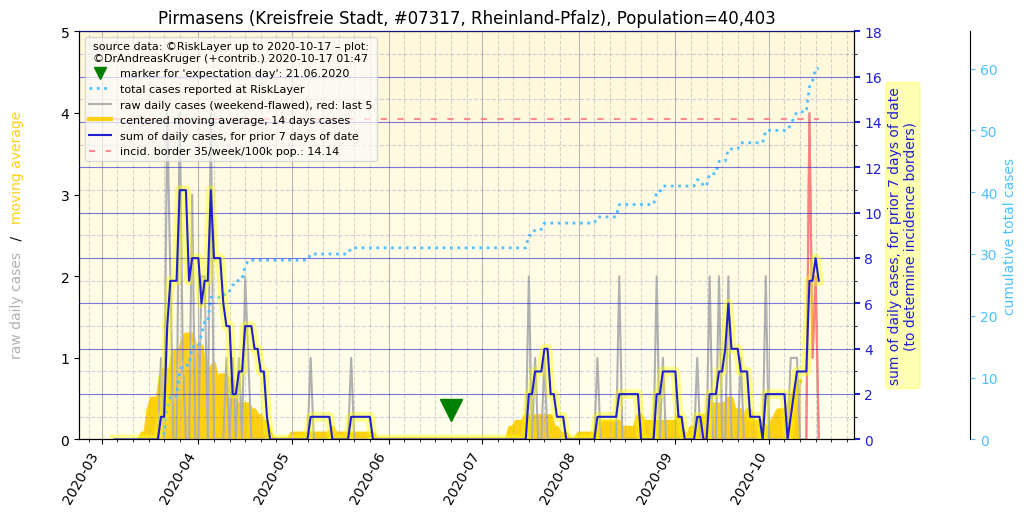 Pirmasens (Kreisfreie Stadt, #07317, Rheinland-Pfalz), Population=40,403
source data: ©RiskLayer up to 2020-10-17 – plot:
©DrAndreasKruger (+contrib.) 2020-10-17 01:47
marker for 'expectation day': 21.06.2020
total cases reported at RiskLayer
raw daily cases (weekend-flawed), red: last 5
centered moving average, 14 days cases
sum of daily cases, for prior 7 days of date
incid. border 35/week/100k pop.: 14.14
raw daily cases / moving average
5
4
3
2
1
0
18
16
14
12
10
8
6
4
2
0
sum of daily cases, for prior 7 days of date
(to determine incidence borders)
60
50
40
30
20
10
0
cumulative total cases
2020-03
2020-04
2020-05
2020-06
2020-07
2020-08
2020-09
2020-10